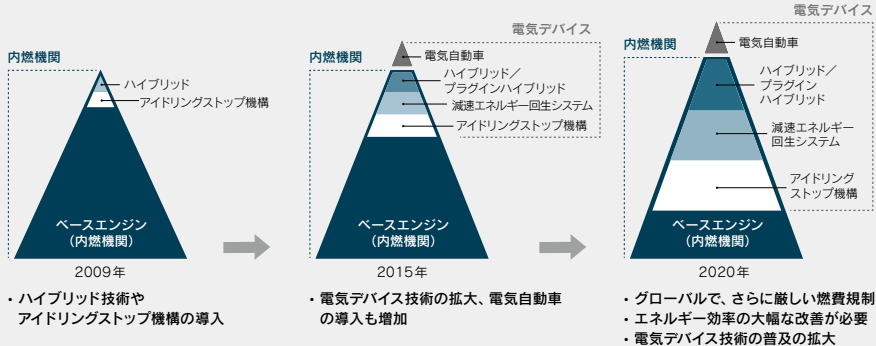 内燃機関
ハイブリッド
アイドリングストップ機構
ベースエンジン
(内燃機関)
2009年
・ハイブリッド技術や
アイドリングストップ機構の導入
電気デバイス
内燃機関
電気自動車
ハイブリッド／
プラグインハイブリッド
減速エネルギー回生システム
アイドリングストップ機構
ベースエンジン
(内燃機関)
2015年
・電気デバイス技術の拡大、電気自動車
の導入も増加
電気デバイス
内燃機関
電気自動車
ハイブリッド／
プラグイン
ハイブリッド
減速エネルギー
回生システム
アイドリング
ストップ機構
ベースエンジン
(内燃機関)
2020年
・グローバルで、さらに厳しい燃費規制
・エネルギー効率の大幅な改善が必要
・電気デバイス技術の普及の拡大